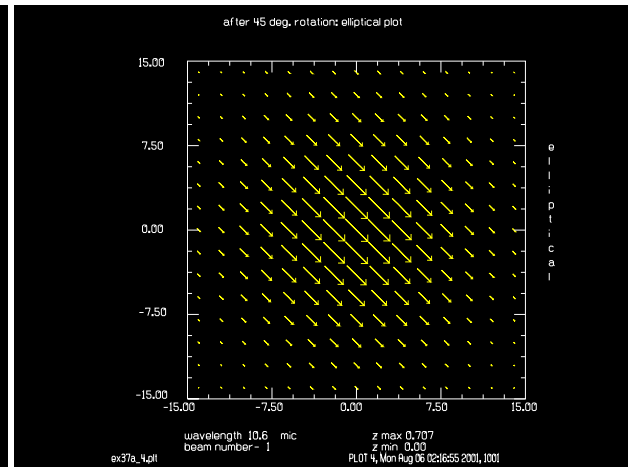 after 45 deg. rotation: elliptical plot
15.00
7.50
0.00
-7.50
-15.00
-15.00 -7.50 0.00 7.50 15.00
elliptical
wavelength 10.6 mic z max 0.707
beam number- 1 z min 0.00
ex37a_4.plt PLOT 4, Mon Aug 06 02:16:55 2001, 1001